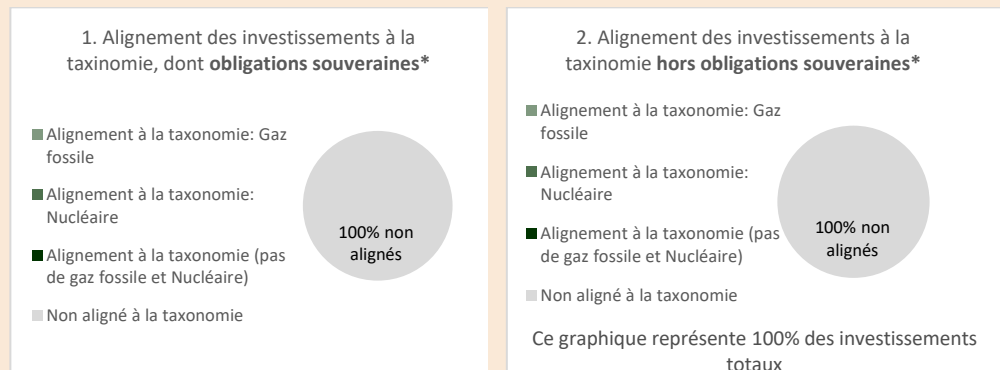 1. Alignement des investissements à la
taxinomie, dont obligations souveraines*
Alignement à la taxonomie: Gaz
fossile
Alignement à la taxonomie:
Nucléaire
Alignement à la taxonomie (pas
de gaz fossile et Nucléaire)
Non aligné à la taxonomie
100% non
alignés
2. Alignement des investissements à la
taxinomie hors obligations souveraines*
Alignement à la taxonomie: Gaz
fossile
Alignement à la taxonomie:
Nucléaire
Alignement à la taxonomie (pas
de gaz fossile et Nucléaire)
Non aligné à la taxonomie
100% non
alignés
Ce graphique représente 100% des investissements
totaux